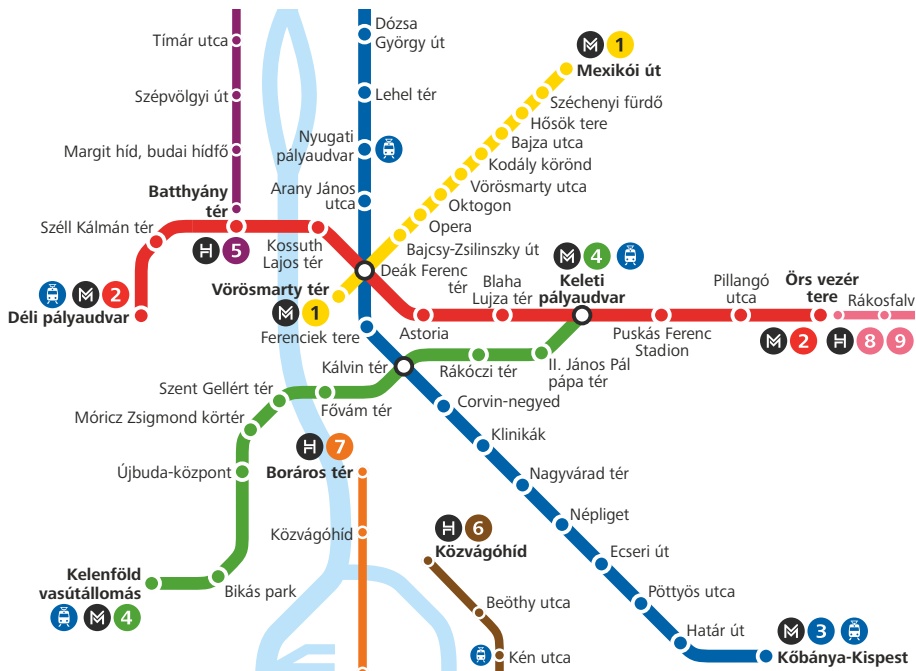 Tímár utca
Szépvölgyi út
Margit híd, budai hídfő
Batthyány
tér
H 5
Széll Kálmán tér
M 2
Déli pályaudvar
Kossuth
Lajos tér
Dózsa
György út
Lehel tér
Nyugati
pályaudvar
Arany János
utca
M 1
Mexikói út
Széchenyi fürdő
Hősök tere
Bajza utca
Kodály körönd
Vörösmarty utca
Oktogon
Opera
Bajcsy-Zsilinszky út
Deák Ferenc
tér
Vörösmarty tér
M 1
Ferenciek tere
Astoria
Blaha
Lujza tér
M 4
Keleti
pályaudvar
Puskás Ferenc
Stadion
Pillangó
utca
Örs vezér
tere
M 2 H 8 9
Rákosfalv
Kálvin tér
Rákóczi tér
II. János Pál
pápa tér
Szent Gellért tér
Fővám tér
Móricz Zsigmond körtér
Újbuda-központ
Bikás park
Kelenföld
vasútállomás
M 4
H 7
Boráros tér
Közvágóhíd
H 6
Közvágóhíd
Beöthy utca
Kén utca
Corvin-negyed
Klinikák
Nagyvárad tér
Népliget
Ecseri út
Pöttyös utca
Határ út
M 3
Kőbánya-Kispest